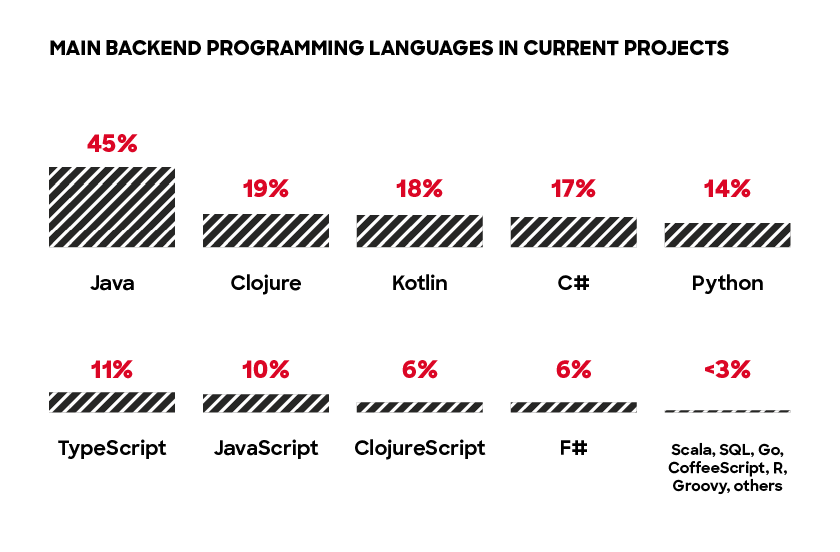 MAIN BACKEND PROGRAMMING LANGUAGES IN CURRENT PROJECTS
45%
19%
18%
17%
14%
Java
Clojure
Kotlin
C#
Python
11%
10%
6%
6%
<3%
TypeScript
JavaScript
ClojureScript
F#
Scala, SQL, Go,
CoffeeScript, R,
Groovy, others